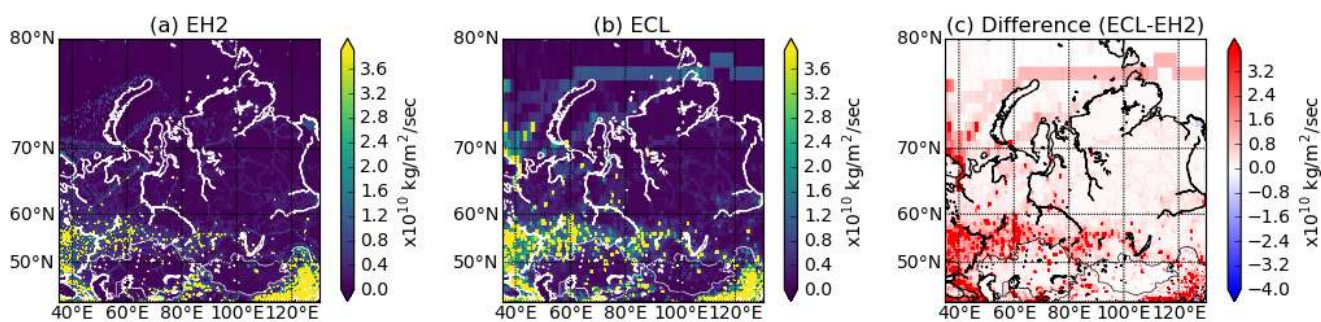 (a) EH2
(b) ECL
(c) Difference (ECL-EH2)
80°N
70°N
60°N
50°N
40°E 60°E 80°E 100°E 120°E
3.6
3.2
2.8
2.4
2.0
1.6
1.2
0.8
0.4
0.0
x10¹⁰ kg/m²/sec
80°N
70°N
60°N
50°N
40°E 60°E 80°E 100°E 120°E
3.6
3.2
2.8
2.4
2.0
1.6
1.2
0.8
0.4
0.0
x10¹⁰ kg/m²/sec
80°N
70°N
60°N
50°N
40°E 60°E 80°E 100°E 120°E
3.2
2.4
1.6
0.8
0.0
−0.8
−1.6
−2.4
−3.2
−4.0
x10¹⁰ kg/m²/sec